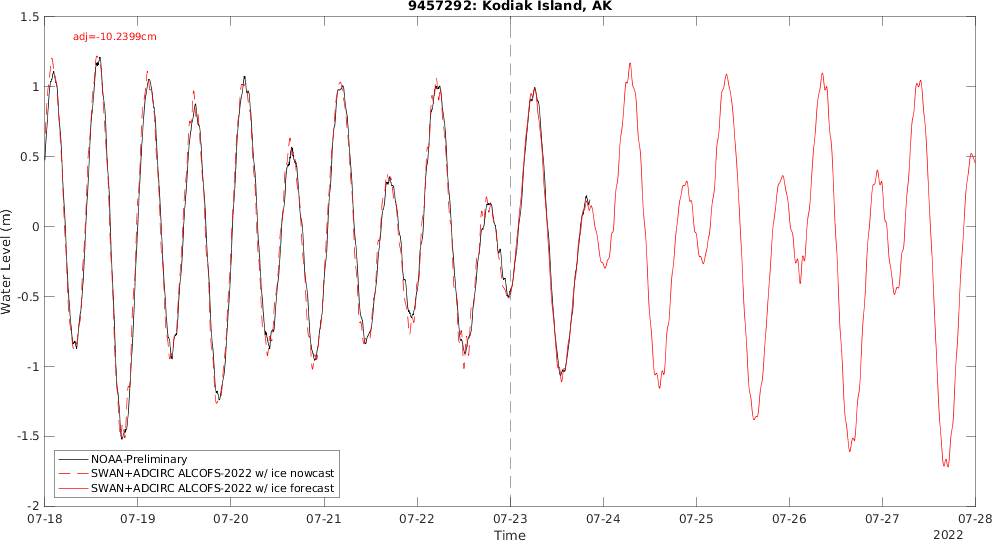 9457292: Kodiak Island, AK
adj=-10.2399cm
Water Level (m)
1.5
1
0.5
0
-0.5
-1
-1.5
-2
NOAA-Preliminary
SWAN+ADCIRC ALCOFS-2022 w/ ice nowcast
SWAN+ADCIRC ALCOFS-2022 w/ ice forecast
07-18 07-19 07-20 07-21 07-22 07-23 07-24 07-25 07-26 07-27 07-28
Time
2022